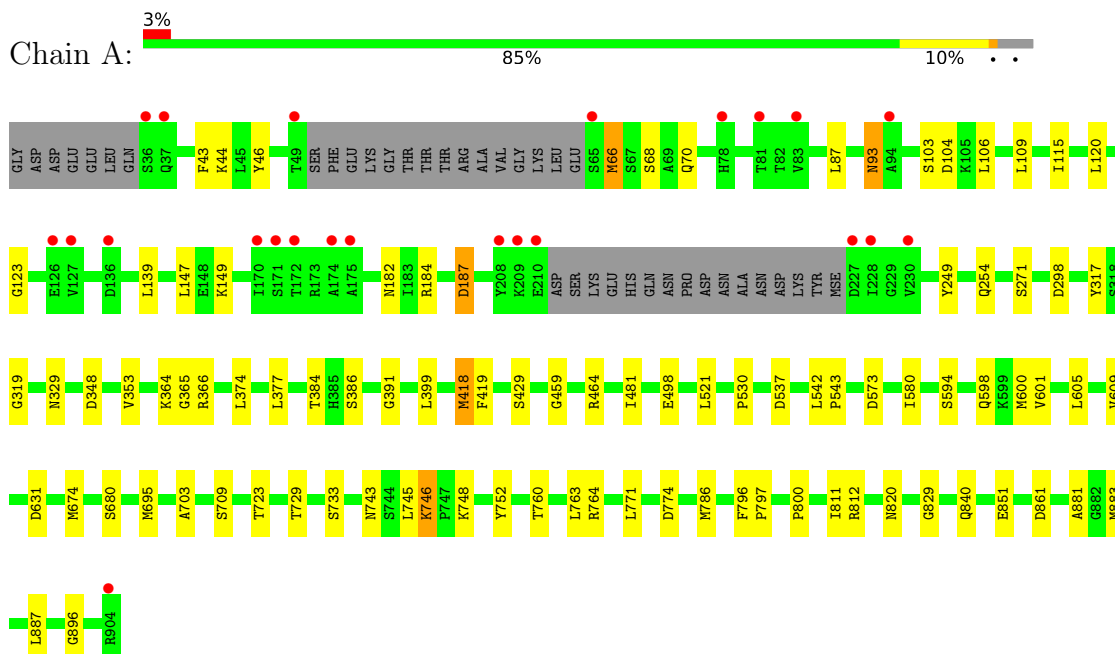 3%
Chain A:
85% 10% • •
GLY ASP ASP GLU GLU LEU GLN S36 Q37 F43 K44 L45 Y46 T49 SER PHE GLU LYS GLY THR THR THR ARG ALA VAL GLY LYS LEU GLU S65 M66 S67 S68 A69 Q70 H78 T81 T82 V83 L87 N93 A94 S103 D104 K105 L106 L109 I115 L120
G123 E126 V127 D136 L139 L147 E148 K149 I170 S171 T172 R173 A174 A175 N182 I183 R184 D187 Y208 K209 E210 ASP SER LYS GLU HIS GLN ASN PRO ASP ASN ALA ASN ASP LYS TYR MSE D227 I228 G229 V230 Y249 Q254 S271 D298 Y317 S318
G319 N329 D348 V353 K364 G365 R366 L374 L377 T384 H385 S386 G391 L399 M418 F419 S429 G459 R464 I481 E498 L521 P530 D537 L542 P543 D573 I580 S594 Q598 K599 M600 V601 L605 V609
D631 M674 S680 M695 A703 S709 T723 T729 S733 N743 S744 L745 K746 P747 K748 Y752 T760 L763 R764 L771 D774 M786 F796 P797 P800 I811 R812 N820 G829 Q840 E851 D861 A881 G882 M883
L887 G896 R904